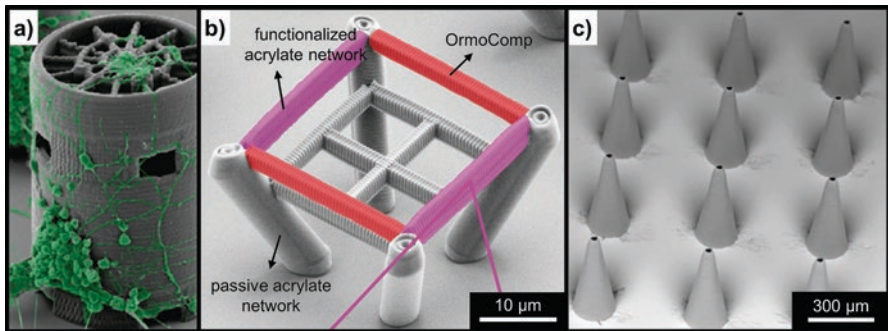 a)
b)
functionalized
acrylate network
OrmoComp
passive acrylate
network
10 μm
c)
300 μm